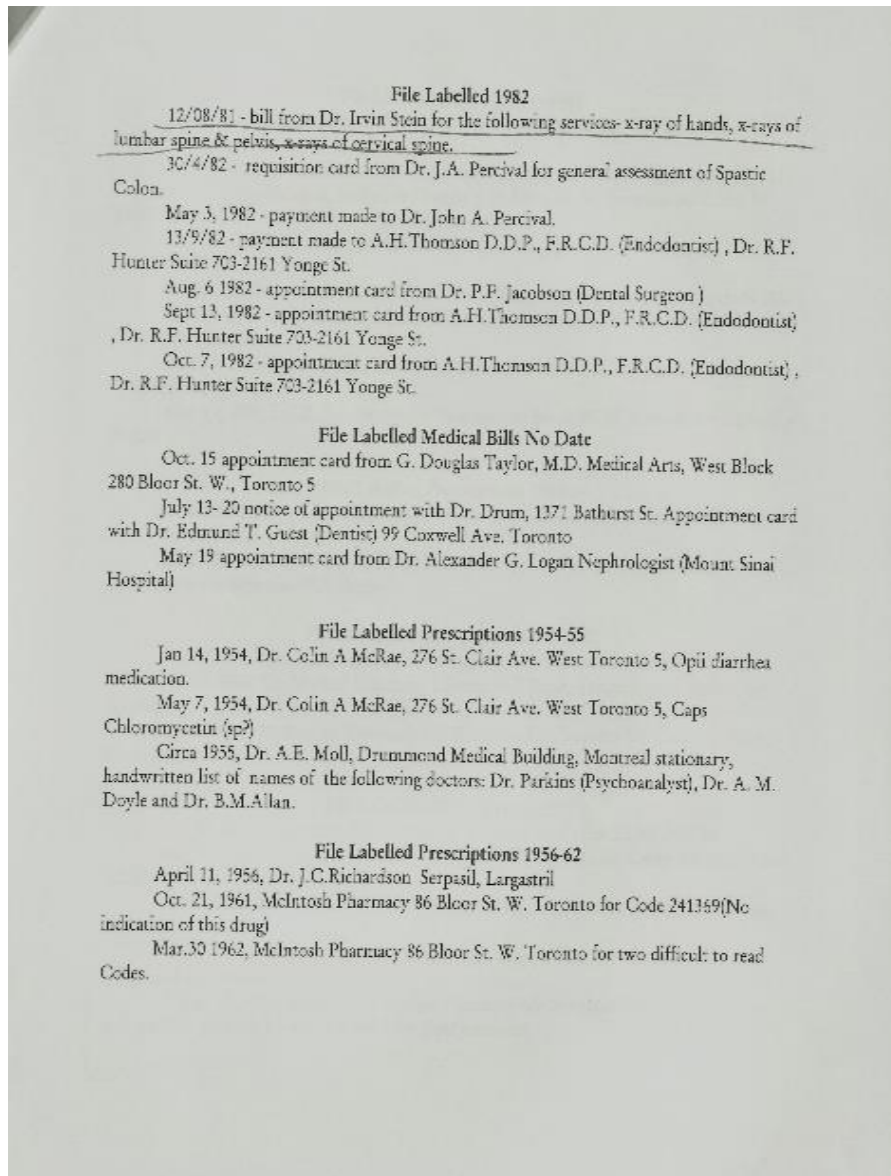 File Labelled 1982
12/08/81 - bill from Dr. Irvin Stein for the following services- x-ray of hands, x-rays of
lumbar spine & pelvis, x-rays of cervical spine.
30/4/82 - requisition card from Dr. J.A. Percival for general assessment of Spastic
Colon.
May 3, 1982 - payment made to Dr. John A. Percival.
13/9/82 - payment made to A.H.Thomson D.D.P., F.R.C.D. (Endodontist) , Dr. R.F.
Hunter Suite 703-2161 Yonge St.
Aug. 6 1982 - appointment card from Dr. P.F. Jacobson (Dental Surgeon )
Sept 13, 1982 - appointment card from A.H.Thomson D.D.P., F.R.C.D. (Endodontist)
, Dr. R.F. Hunter Suite 703-2161 Yonge St.
Oct. 7, 1982 - appointment card from A.H.Thomson D.D.P., F.R.C.D. (Endodontist) ,
Dr. R.F. Hunter Suite 703-2161 Yonge St.
File Labelled Medical Bills No Date
Oct. 15 appointment card from G. Douglas Taylor, M.D. Medical Arts, West Block
280 Bloor St. W., Toronto 5
July 13- 20 notice of appointment with Dr. Drum, 1371 Bathurst St. Appointment card
with Dr. Edmund T. Guest (Dentist) 99 Coxwell Ave. Toronto
May 19 appointment card from Dr. Alexander G. Logan Nephrologist (Mount Sinai
Hospital)
File Labelled Prescriptions 1954-55
Jan 14, 1954, Dr. Colin A McRae, 276 St. Clair Ave. West Toronto 5, Opii diarrhea
medication.
May 7, 1954, Dr. Colin A McRae, 276 St. Clair Ave. West Toronto 5, Caps
Chloromycetin (sp?)
Circa 1955, Dr. A.E. Moll, Drummond Medical Building, Montreal stationary,
handwritten list of names of the following doctors: Dr. Parkins (Psychoanalyst), Dr. A. M.
Doyle and Dr. B.M.Allan.
File Labelled Prescriptions 1956-62
April 11, 1956, Dr. J.C.Richardson Serpasil, Largastril
Oct. 21, 1961, McIntosh Pharmacy 86 Bloor St. W. Toronto for Code 241369(No
indication of this drug)
Mar.30 1962, McIntosh Pharmacy 86 Bloor St. W. Toronto for two difficult to read
Codes.